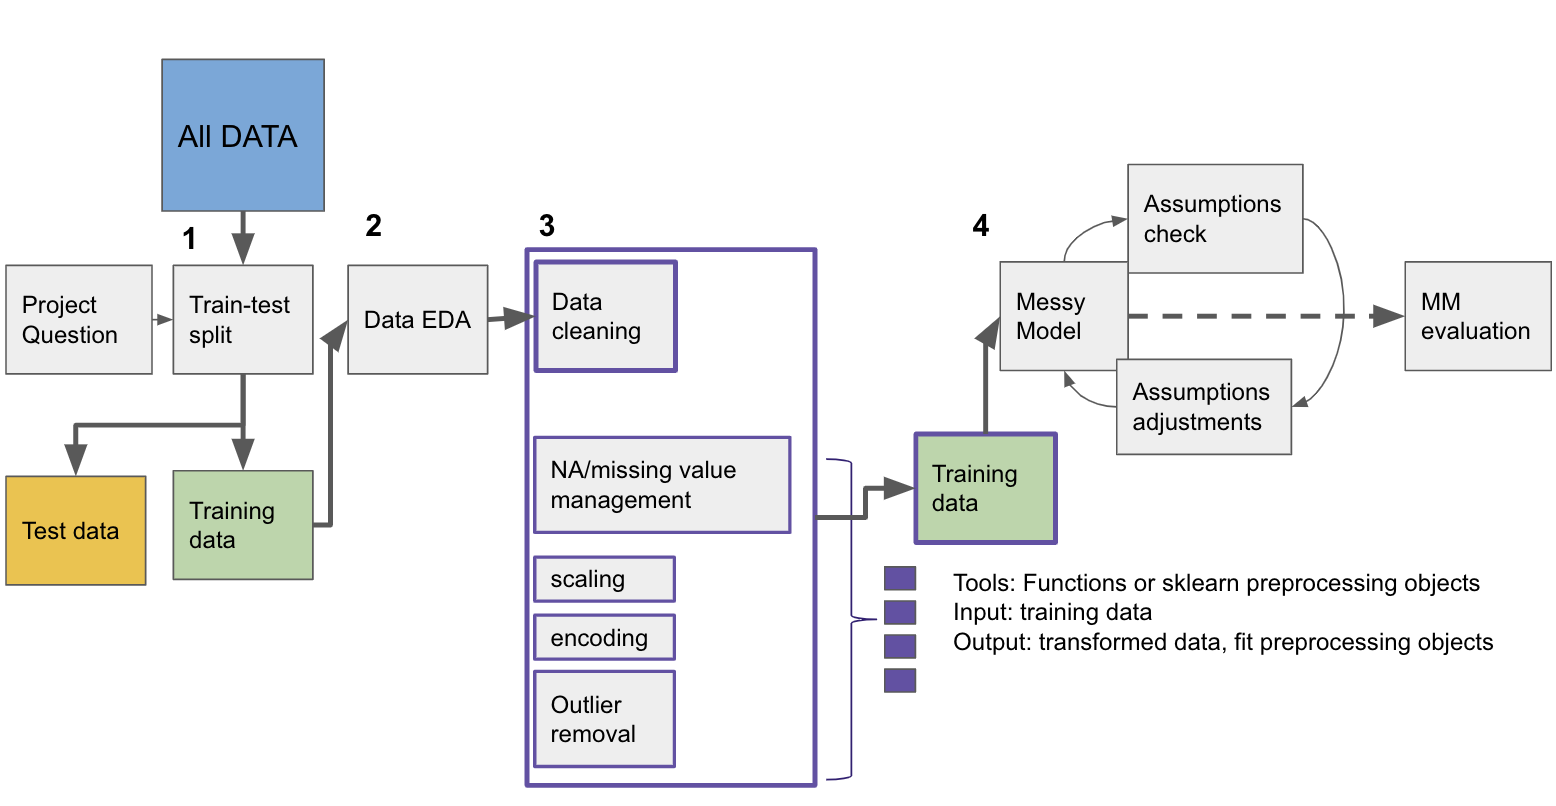 All DATA
1
2
3
4
Project
Question
Train-test
split
Data EDA
Data
cleaning
Test data
Training
data
NA/missing value
management
scaling
encoding
Outlier
removal
Training
data
Messy
Model
Assumptions
check
Assumptions
adjustments
MM
evaluation
Tools: Functions or sklearn preprocessing objects
Input: training data
Output: transformed data, fit preprocessing objects